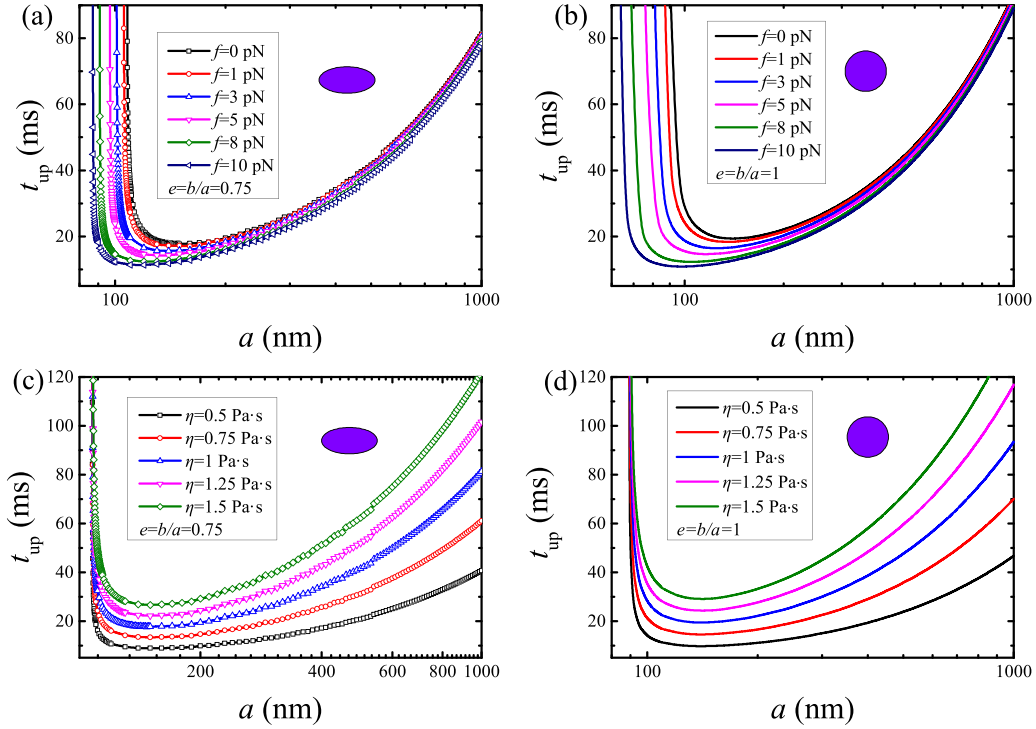 (a)
80
60
40
20
t_up (ms)
f=0 pN
f=1 pN
f=3 pN
f=5 pN
f=8 pN
f=10 pN
e=b/a=0.75
100
1000
a (nm)
(b)
80
60
40
20
t_up (ms)
f=0 pN
f=1 pN
f=3 pN
f=5 pN
f=8 pN
f=10 pN
e=b/a=1
100
1000
a (nm)
(c)
120
100
80
60
40
20
t_up (ms)
η=0.5 Pa·s
η=0.75 Pa·s
η=1 Pa·s
η=1.25 Pa·s
η=1.5 Pa·s
e=b/a=0.75
200
400
600
800
1000
a (nm)
(d)
120
100
80
60
40
20
t_up (ms)
η=0.5 Pa·s
η=0.75 Pa·s
η=1 Pa·s
η=1.25 Pa·s
η=1.5 Pa·s
e=b/a=1
100
1000
a (nm)